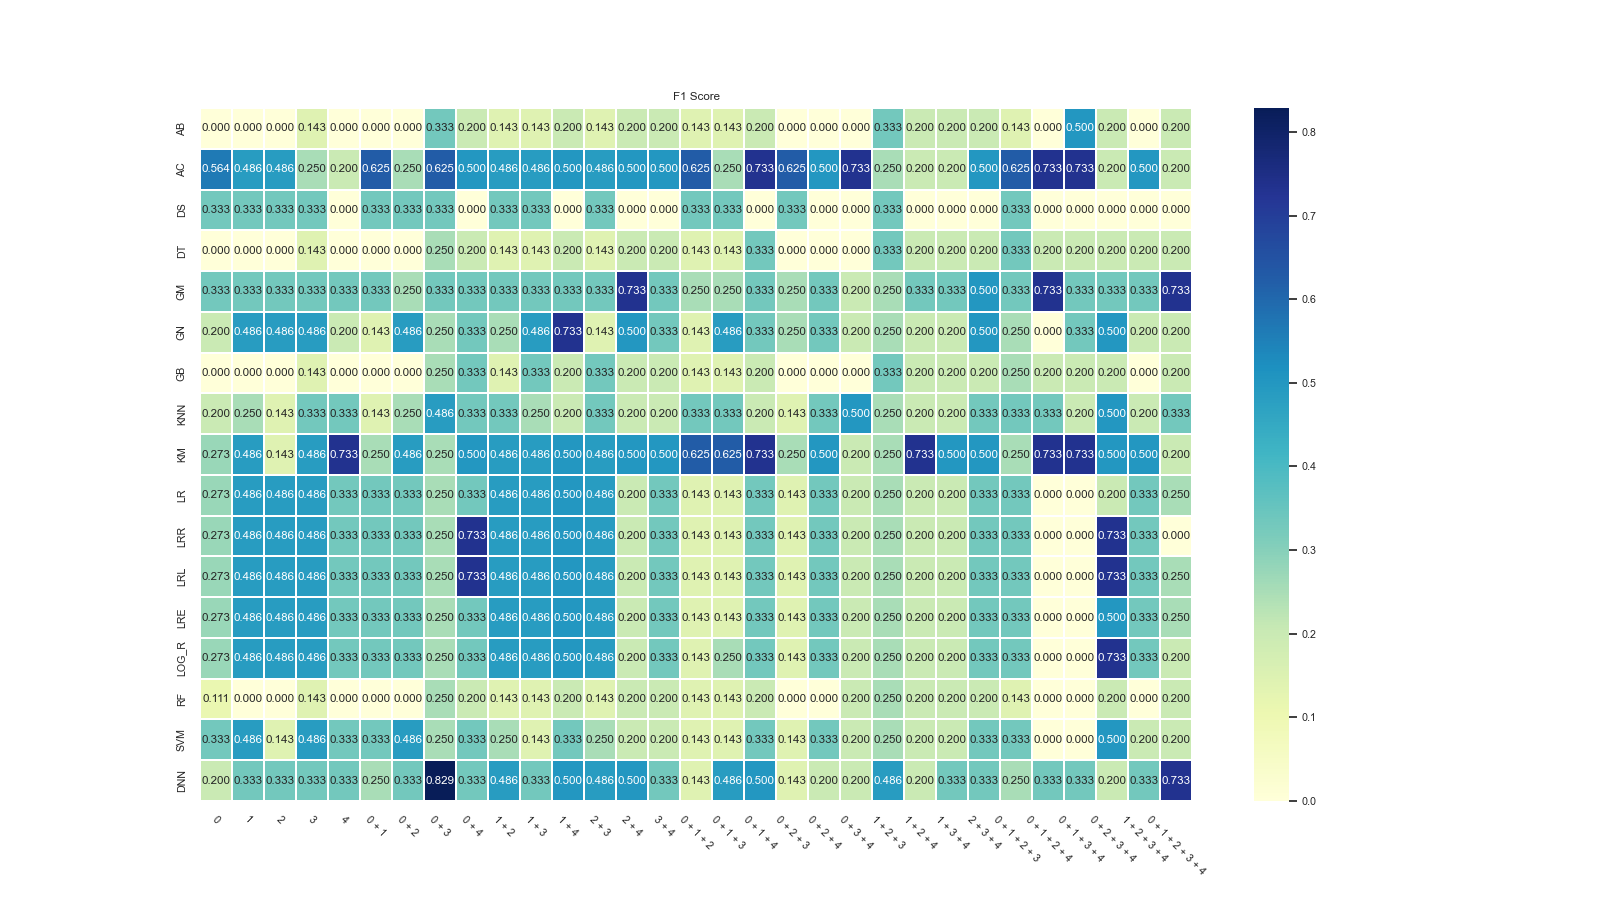 F1 Score
AB 0.000 0.000 0.000 0.143 0.000 0.000 0.000 0.333 0.200 0.143 0.143 0.200 0.143 0.200 0.200 0.143 0.143 0.200 0.000 0.000 0.000 0.333 0.200 0.200 0.200 0.143 0.000 0.500 0.200 0.000 0.200
AC 0.564 0.486 0.486 0.250 0.200 0.625 0.250 0.625 0.500 0.486 0.486 0.500 0.486 0.500 0.500 0.625 0.250 0.733 0.625 0.500 0.733 0.250 0.200 0.200 0.500 0.625 0.733 0.733 0.200 0.500 0.200
DS 0.333 0.333 0.333 0.333 0.000 0.333 0.333 0.333 0.000 0.333 0.333 0.000 0.333 0.000 0.000 0.333 0.333 0.000 0.333 0.000 0.000 0.333 0.000 0.000 0.000 0.333 0.000 0.000 0.000 0.000 0.000
DT 0.000 0.000 0.000 0.143 0.000 0.000 0.000 0.250 0.200 0.143 0.143 0.200 0.143 0.200 0.200 0.143 0.143 0.333 0.000 0.000 0.000 0.333 0.200 0.200 0.200 0.333 0.200 0.200 0.200 0.200 0.200
GM 0.333 0.333 0.333 0.333 0.333 0.333 0.250 0.333 0.333 0.333 0.333 0.333 0.333 0.733 0.333 0.250 0.250 0.333 0.250 0.333 0.200 0.250 0.333 0.333 0.500 0.333 0.733 0.333 0.333 0.333 0.733
GN 0.200 0.486 0.486 0.486 0.200 0.143 0.486 0.250 0.333 0.250 0.486 0.733 0.143 0.500 0.333 0.143 0.486 0.333 0.250 0.333 0.200 0.250 0.200 0.200 0.500 0.250 0.000 0.333 0.500 0.200 0.200
GB 0.000 0.000 0.000 0.143 0.000 0.000 0.000 0.250 0.333 0.143 0.333 0.200 0.333 0.200 0.200 0.143 0.143 0.200 0.000 0.000 0.000 0.333 0.200 0.200 0.200 0.250 0.200 0.200 0.200 0.000 0.200
KNN 0.200 0.250 0.143 0.333 0.333 0.143 0.250 0.486 0.333 0.333 0.250 0.200 0.333 0.200 0.200 0.333 0.333 0.200 0.143 0.333 0.500 0.250 0.200 0.200 0.333 0.333 0.333 0.200 0.500 0.200 0.333
KM 0.273 0.486 0.143 0.486 0.733 0.250 0.486 0.250 0.500 0.486 0.486 0.500 0.486 0.500 0.500 0.625 0.625 0.733 0.250 0.500 0.200 0.250 0.733 0.500 0.500 0.250 0.733 0.733 0.500 0.500 0.200
LR 0.273 0.486 0.486 0.486 0.333 0.333 0.333 0.250 0.333 0.486 0.486 0.500 0.486 0.200 0.333 0.143 0.143 0.333 0.143 0.333 0.200 0.250 0.200 0.200 0.333 0.333 0.000 0.000 0.200 0.333 0.250
LRR 0.273 0.486 0.486 0.486 0.333 0.333 0.333 0.250 0.733 0.486 0.486 0.500 0.486 0.200 0.333 0.143 0.143 0.333 0.143 0.333 0.200 0.250 0.200 0.200 0.333 0.333 0.000 0.000 0.733 0.333 0.000
LRL 0.273 0.486 0.486 0.486 0.333 0.333 0.333 0.250 0.733 0.486 0.486 0.500 0.486 0.200 0.333 0.143 0.143 0.333 0.143 0.333 0.200 0.250 0.200 0.200 0.333 0.333 0.000 0.000 0.733 0.333 0.250
LRE 0.273 0.486 0.486 0.486 0.333 0.333 0.333 0.250 0.333 0.486 0.486 0.500 0.486 0.200 0.333 0.143 0.143 0.333 0.143 0.333 0.200 0.250 0.200 0.200 0.333 0.333 0.000 0.000 0.500 0.333 0.250
LOG_R 0.273 0.486 0.486 0.486 0.333 0.333 0.333 0.250 0.333 0.486 0.486 0.500 0.486 0.200 0.333 0.143 0.250 0.333 0.143 0.333 0.200 0.250 0.200 0.200 0.333 0.333 0.000 0.000 0.733 0.333 0.200
RF 0.111 0.000 0.000 0.143 0.000 0.000 0.000 0.250 0.200 0.143 0.143 0.200 0.143 0.200 0.200 0.143 0.143 0.200 0.000 0.000 0.200 0.250 0.200 0.200 0.200 0.143 0.000 0.000 0.200 0.000 0.200
SVM 0.333 0.486 0.143 0.486 0.333 0.333 0.486 0.250 0.333 0.250 0.143 0.333 0.250 0.200 0.200 0.143 0.143 0.333 0.143 0.333 0.200 0.250 0.200 0.200 0.333 0.333 0.000 0.000 0.500 0.200 0.200
DNN 0.200 0.333 0.333 0.333 0.333 0.250 0.333 0.829 0.333 0.486 0.333 0.500 0.486 0.500 0.333 0.143 0.486 0.500 0.143 0.200 0.200 0.486 0.200 0.333 0.333 0.250 0.333 0.333 0.200 0.333 0.733
0
1
2
3
4
0 + 1
0 + 2
0 + 3
0 + 4
1 + 2
1 + 3
1 + 4
2 + 3
2 + 4
3 + 4
0 + 1 + 2
0 + 1 + 3
0 + 1 + 4
0 + 2 + 3
0 + 2 + 4
0 + 3 + 4
1 + 2 + 3
1 + 2 + 4
1 + 3 + 4
2 + 3 + 4
0 + 1 + 2 + 3
0 + 1 + 2 + 4
0 + 1 + 3 + 4
0 + 2 + 3 + 4
1 + 2 + 3 + 4
0 + 1 + 2 + 3 + 4
0.8
0.7
0.6
0.5
0.4
0.3
0.2
0.1
0.0